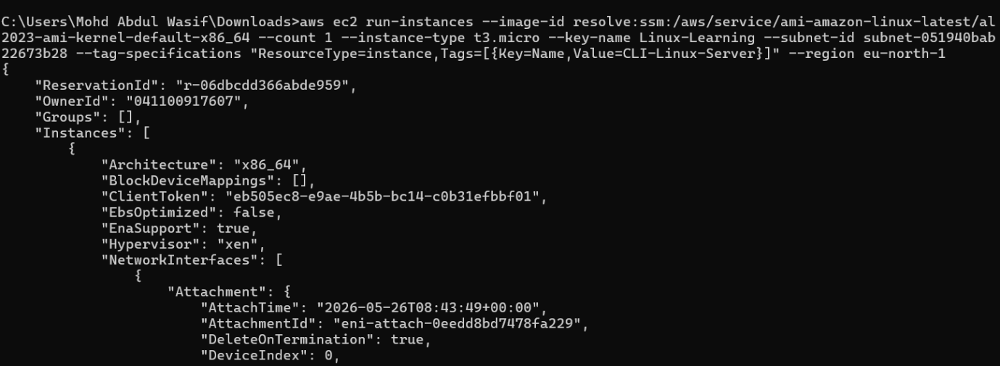 C:\Users\Mohd Abdul Wasif\Downloads>aws ec2 run-instances --image-id resolve:ssm:/aws/service/ami-amazon-linux-latest/al
2023-ami-kernel-default-x86_64 --count 1 --instance-type t3.micro --key-name Linux-Learning --subnet-id subnet-051940bab
22673b28 --tag-specifications "ResourceType=instance,Tags=[{Key=Name,Value=CLI-Linux-Server}]" --region eu-north-1
{
    "ReservationId": "r-06dbcdd366abde959",
    "OwnerId": "041100917607",
    "Groups": [],
    "Instances": [
        {
            "Architecture": "x86_64",
            "BlockDeviceMappings": [],
            "ClientToken": "eb505ec8-e9ae-4b5b-bc14-c0b31efbbf01",
            "EbsOptimized": false,
            "EnaSupport": true,
            "Hypervisor": "xen",
            "NetworkInterfaces": [
                {
                    "Attachment": {
                        "AttachTime": "2026-05-26T08:43:49+00:00",
                        "AttachmentId": "eni-attach-0eedd8bd7478fa229",
                        "DeleteOnTermination": true,
                        "DeviceIndex": 0,